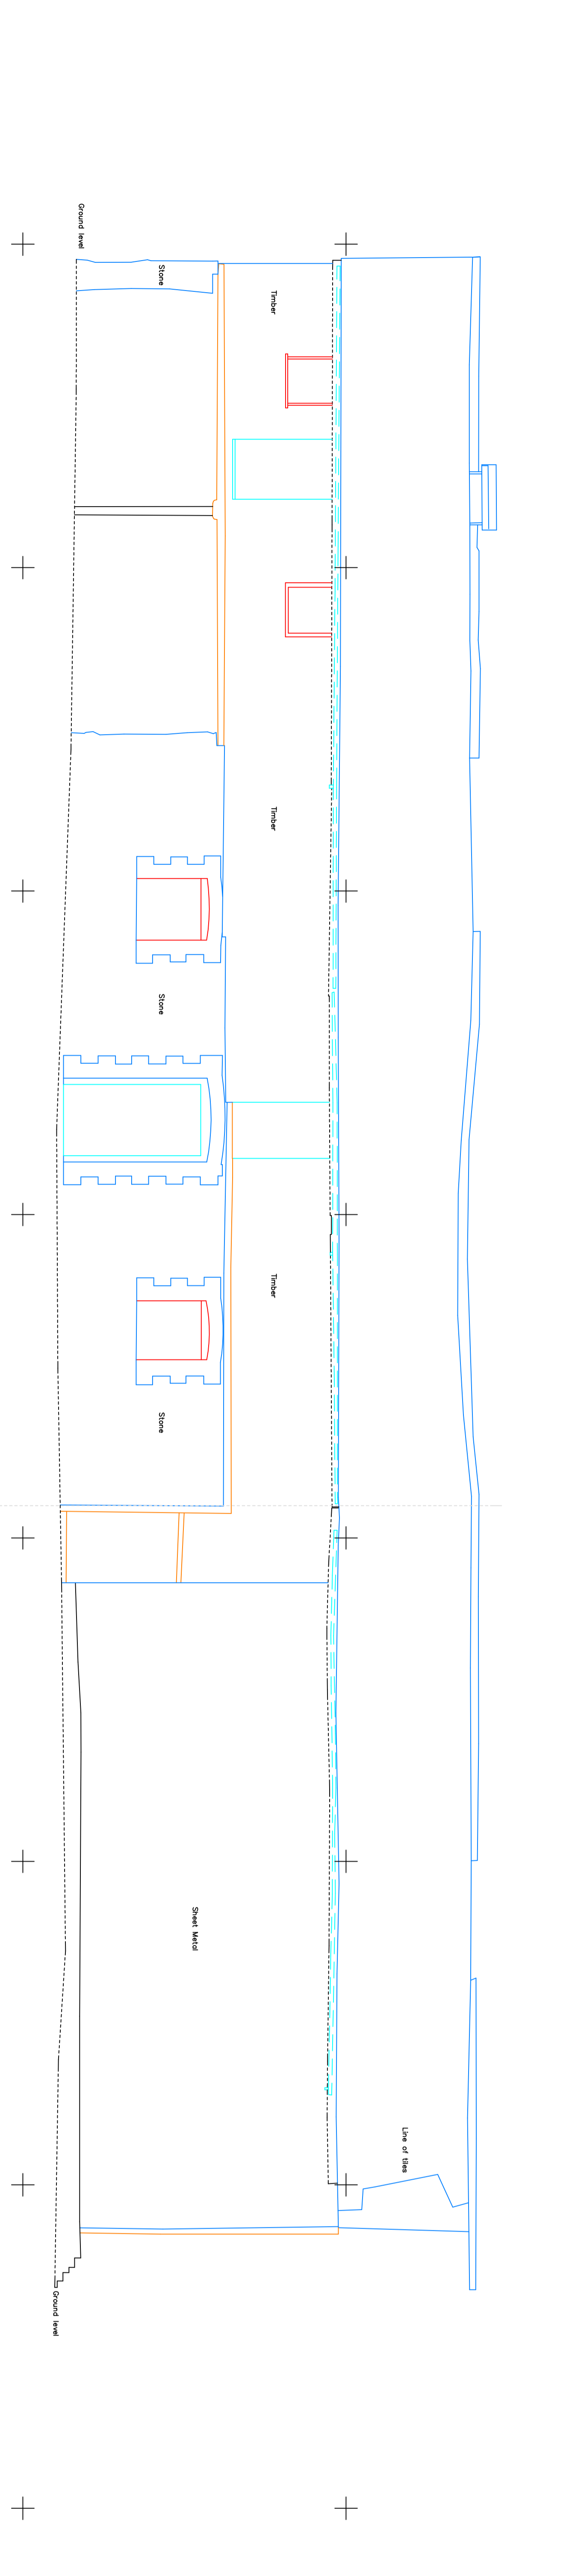 Ground level
Stone
Timber
Timber
Stone
Timber
Stone
Sheet Metal
Line of tiles
Ground level